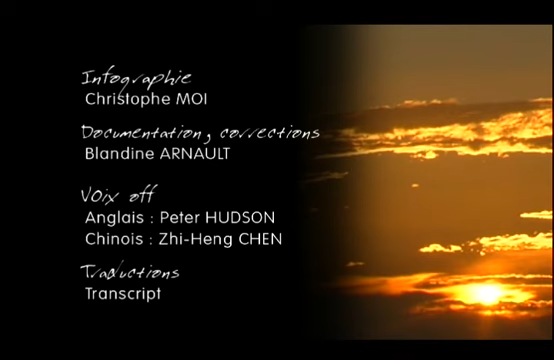 Infographie
Christophe MOI
Documentation, corrections
Blandine ARNAULT
Voix off
Anglais : Peter HUDSON
Chinois : Zhi-Heng CHEN
Traductions
Transcript